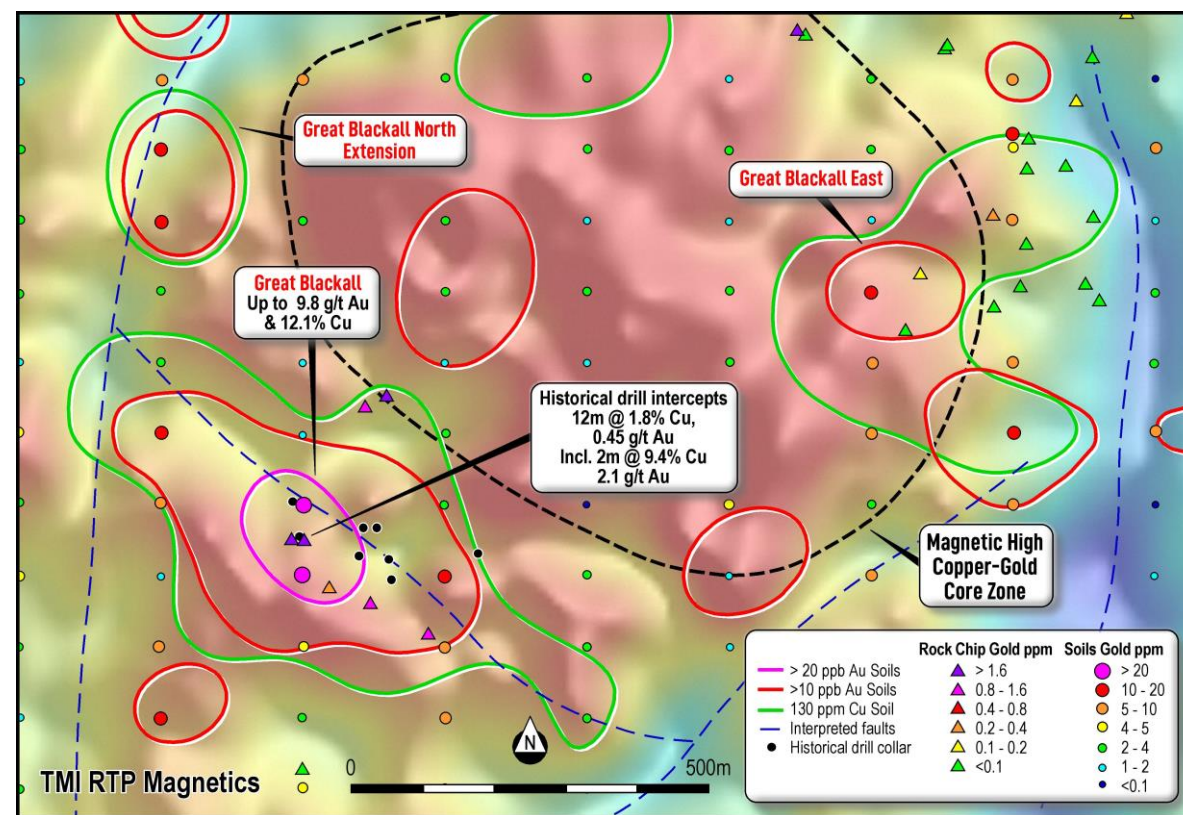 Great Blackall North
Extension
Great Blackall East
Great Blackall
Up to 9.8 g/t Au
& 12.1% Cu
Historical drill intercepts
12m @ 1.8% Cu,
0.45 g/t Au
Incl. 2m @ 9.4% Cu
2.1 g/t Au
Magnetic High
Copper-Gold
Core Zone
> 20 ppb Au Soils
>10 ppb Au Soils
130 ppm Cu Soil
Interpreted faults
Historical drill collar
Rock Chip Gold ppm
> 1.6
0.8 - 1.6
0.4 - 0.8
0.2 - 0.4
0.1 - 0.2
<0.1
Soils Gold ppm
> 20
10 - 20
5 - 10
4 - 5
2 - 4
1 - 2
<0.1
N
0 500m
TMI RTP Magnetics